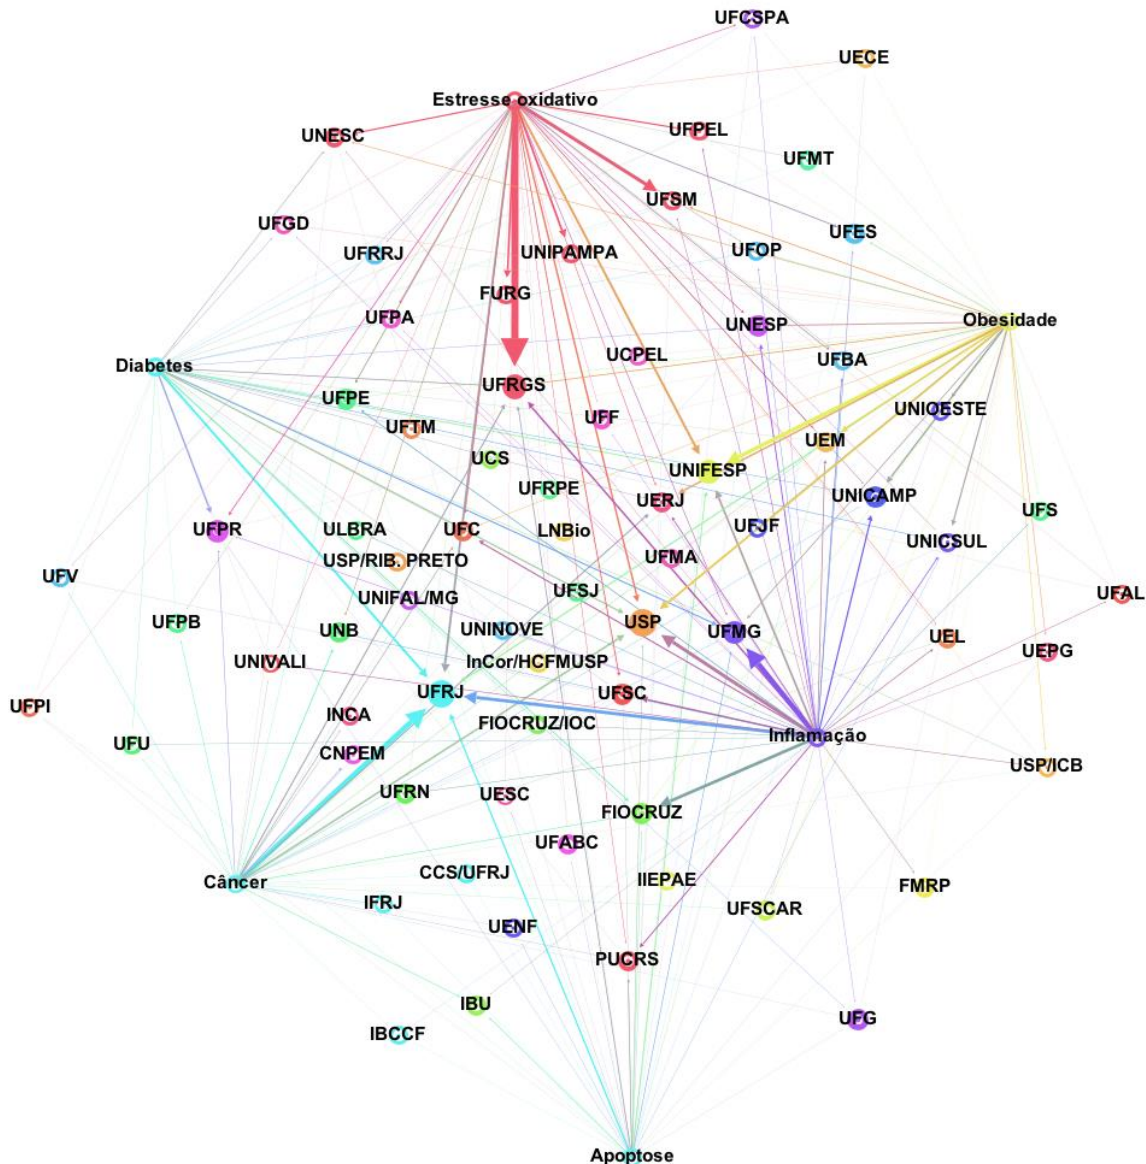 UFCSPA
UECE
Estresse oxidativo
UNESC
UFPEL
UFMT
UFSM
UFGD
UFRRJ
UNIPAMPA
UFOP
UFES
FURG
UFPA
UNESP
Obesidade
UCPEL
UFBA
Diabetes
UFRGS
UFPE
UNIOESTE
UFF
UFTM
UEM
UCS
UNIFESP
UFRPE
UERJ
UNICAMP
UFS
UFPR
ULBRA
UFC
LNBio
UFJF
UNICSUL
USP/RIB. PRETO
UFMA
UFV
UFSJ
UFAL
UNIFAL/MG
UFPB
UNB
UNINOVE
USP
UFMG
UEL
UEPG
UNIVALI
InCor/HCFMUSP
UFRJ
UFSC
UFPI
INCA
FIOCRUZ/IOC
Inflamação
UFU
CNPEM
USP/ICB
UFRN
UESC
FIOCRUZ
UFABC
Câncer
CCS/UFRJ
IIEPAE
FMRP
IFRJ
UFSCAR
UENF
PUCRS
IBU
UFG
IBCCF
Apoptose